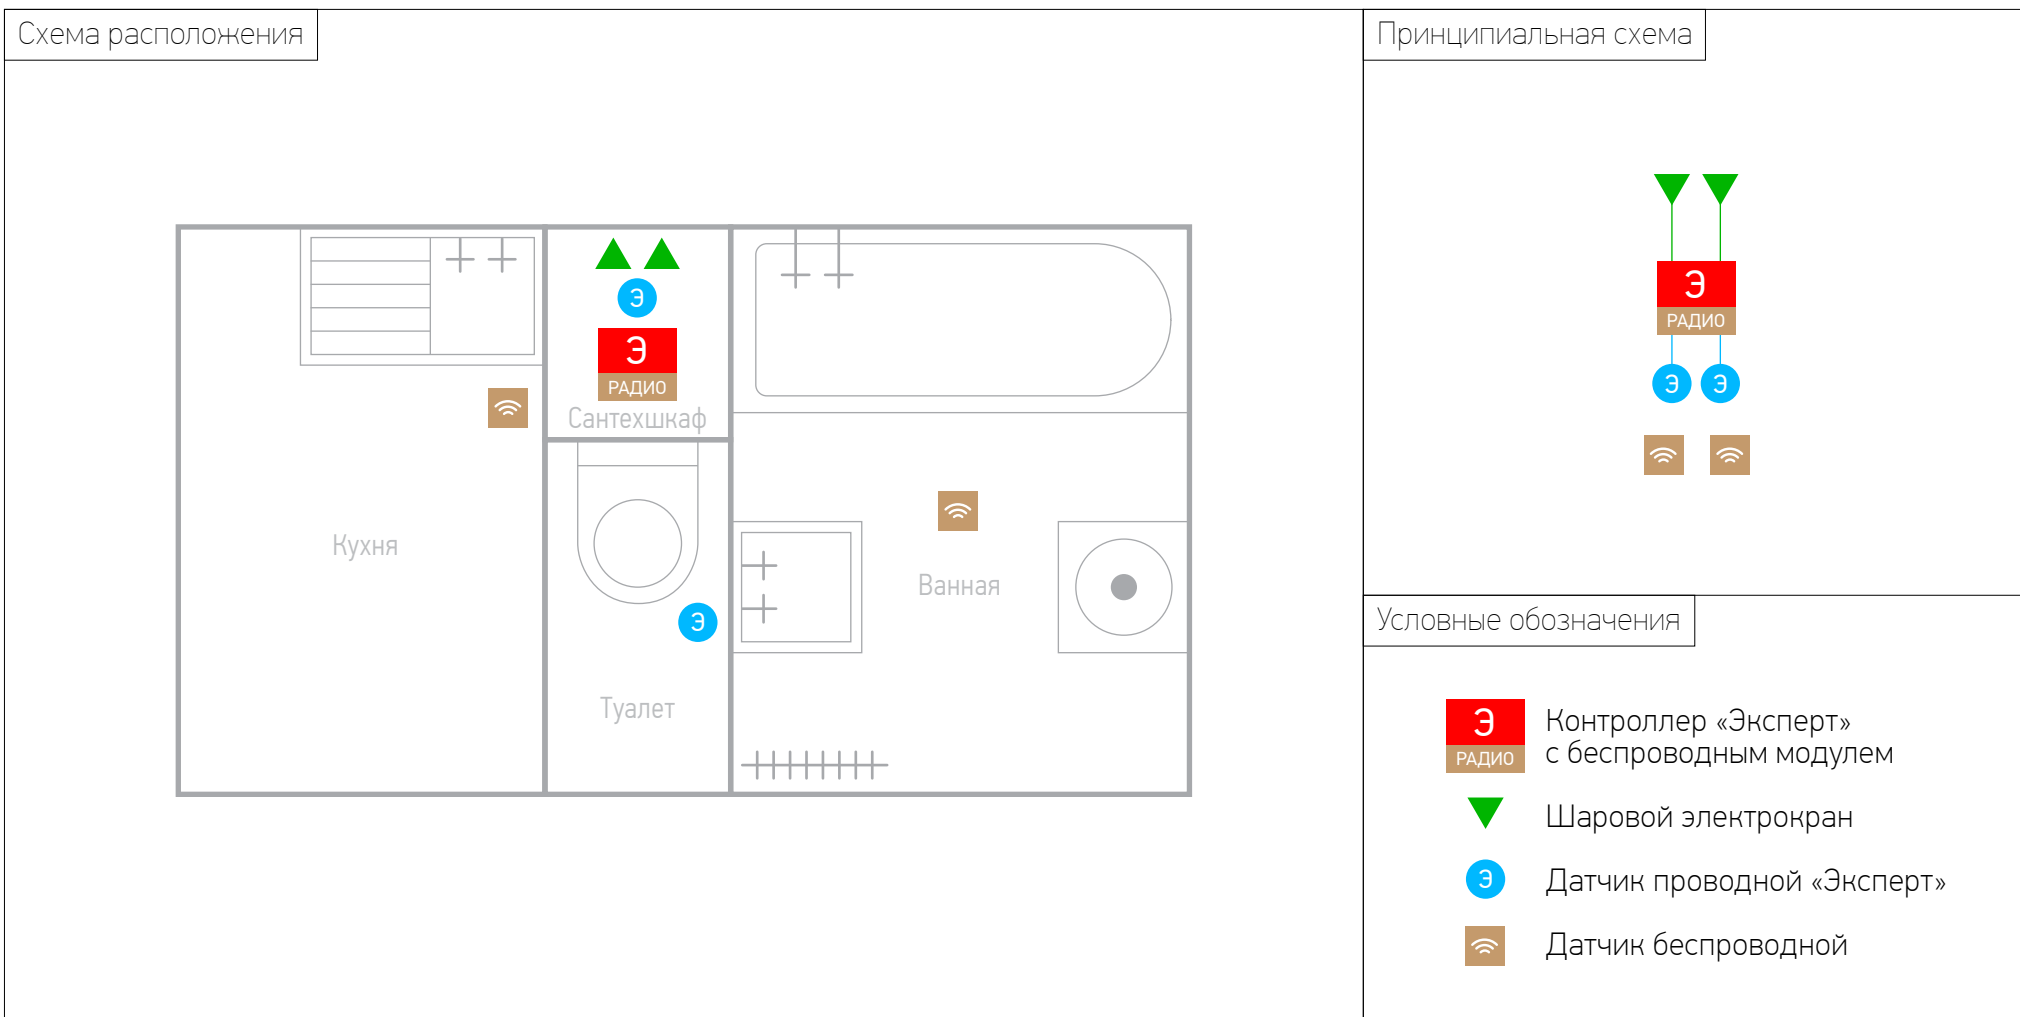 Схема расположения
Э
Э
РАДИО
Сантехшкаф
Кухня
Ванная
Э
Туалет
Принципиальная схема
Э
РАДИО
Э Э
Условные обозначения
Э
РАДИО
Контроллер «Эксперт»
с беспроводным модулем
Шаровой электрокран
Э
Датчик проводной «Эксперт»
Датчик беспроводной